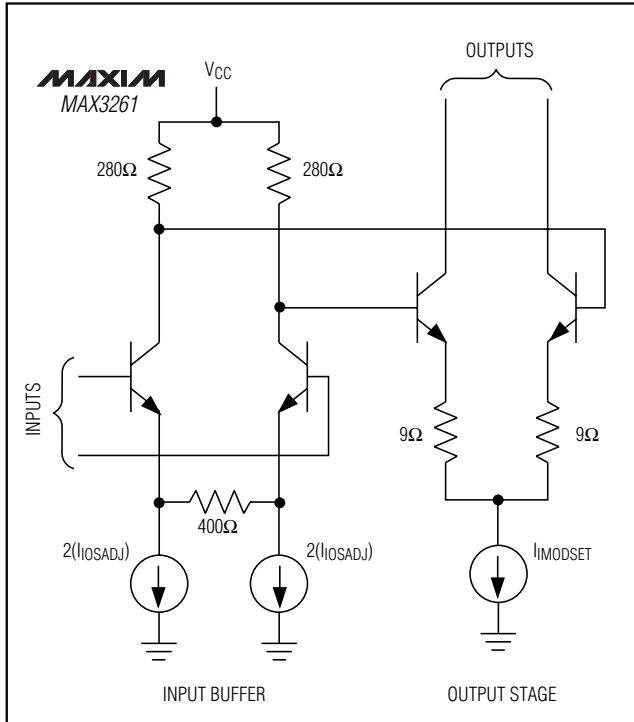 OUTPUTS
MAXIM
MAX3261
VCC
280Ω
280Ω
INPUTS
9Ω
9Ω
400Ω
2(IIOSADJ)
2(IIOSADJ)
IIMODSET
INPUT BUFFER
OUTPUT STAGE